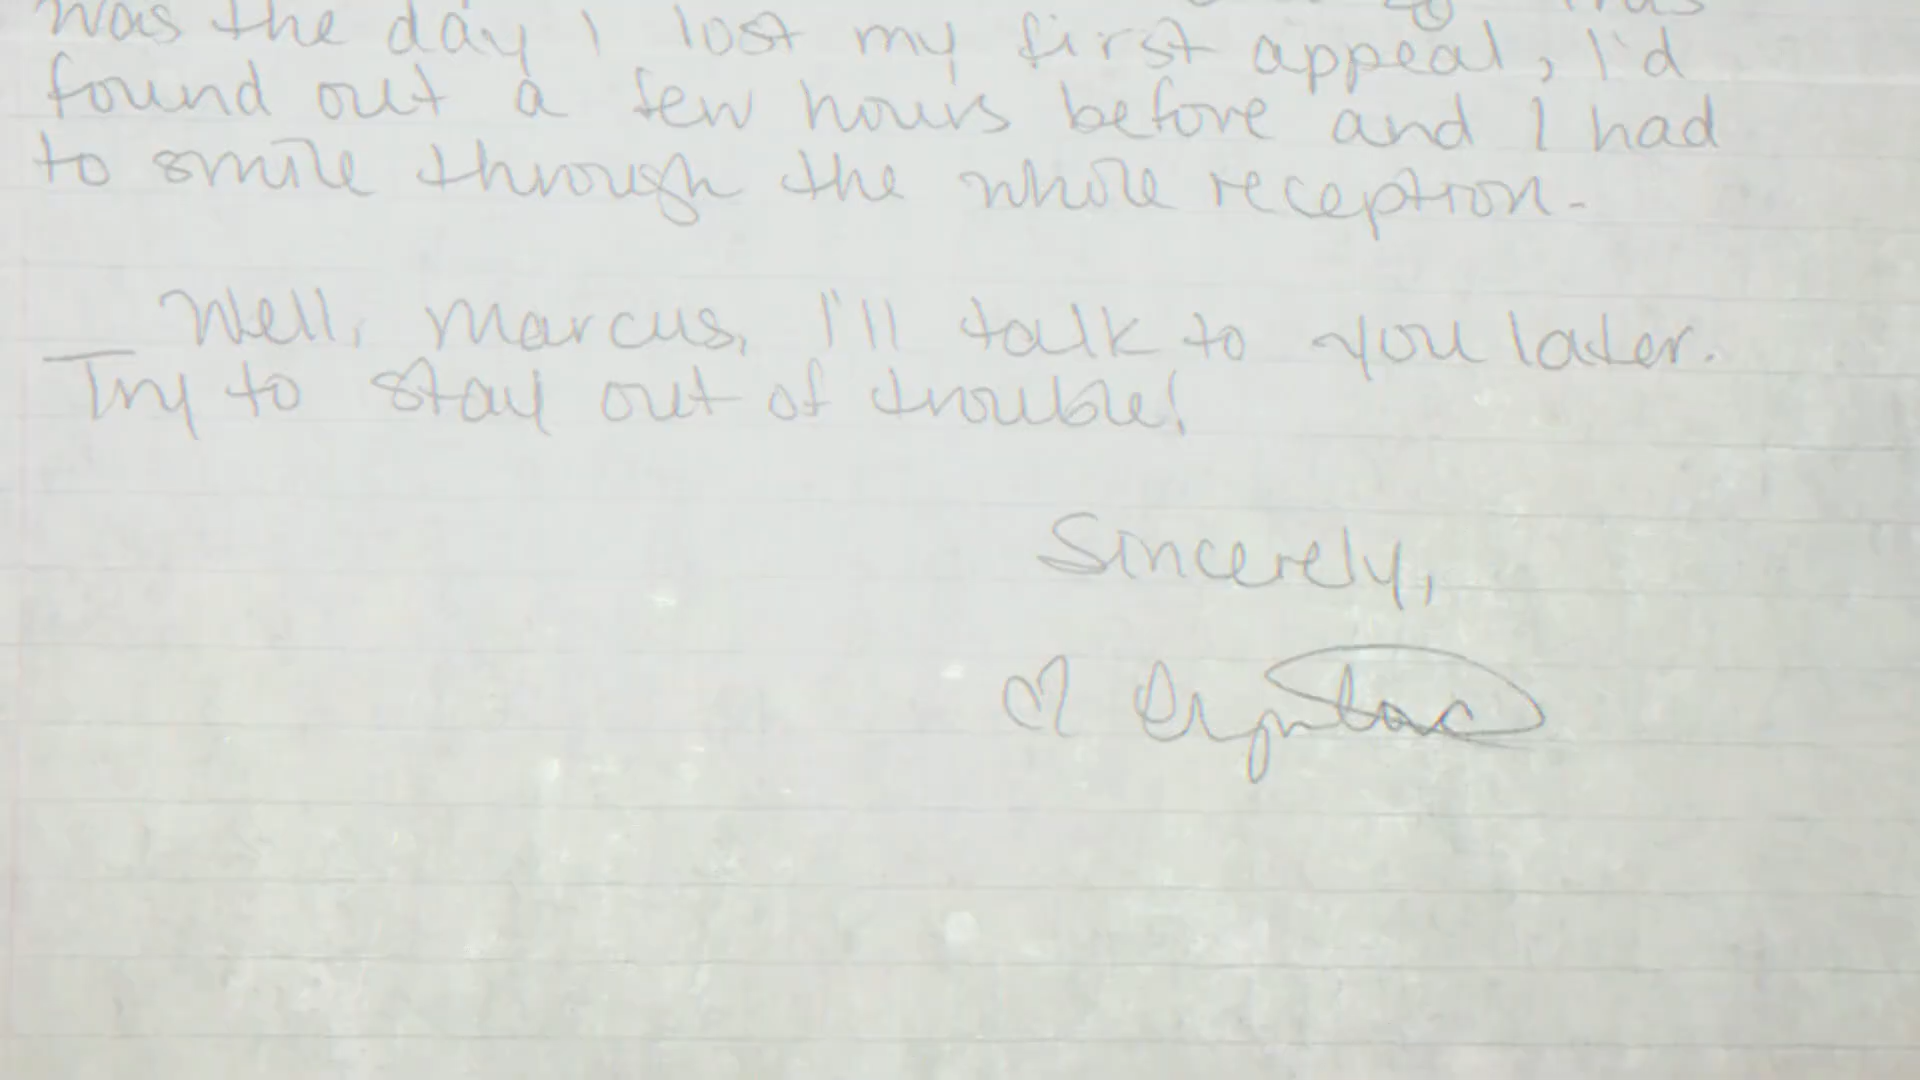 was the day I lost my first appeal, I'd
found out a few hours before and I had
to smile through the whole reception.
Well, Marcus, I'll talk to you later.
Try to stay out of trouble!
Sincerely,